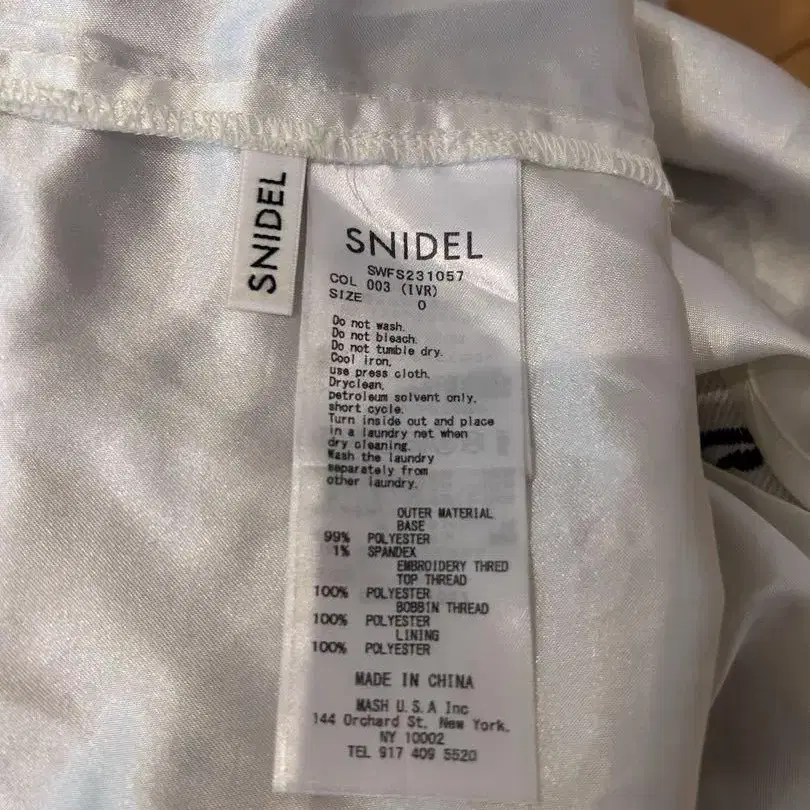 SNIDEL
SNIDEL
SWFS231057
COL 003 (IVR)
SIZE 0
Do not wash.
Do not bleach.
Do not tumble dry.
Cool iron,
use press cloth.
Dryclean,
petroleum solvent only,
short cycle.
Turn inside out and place
in a laundry net when
dry cleaning.
Wash the laundry
separately from
other laundry.
OUTER MATERIAL
BASE
99% POLYESTER
1% SPANDEX
EMBROIDERY THRED
TOP THREAD
100% POLYESTER
BOBBIN THREAD
100% POLYESTER
LINING
100% POLYESTER
MADE IN CHINA
MASH U.S.A Inc
144 Orchard St. New York.
NY 10002
TEL 917 409 5520